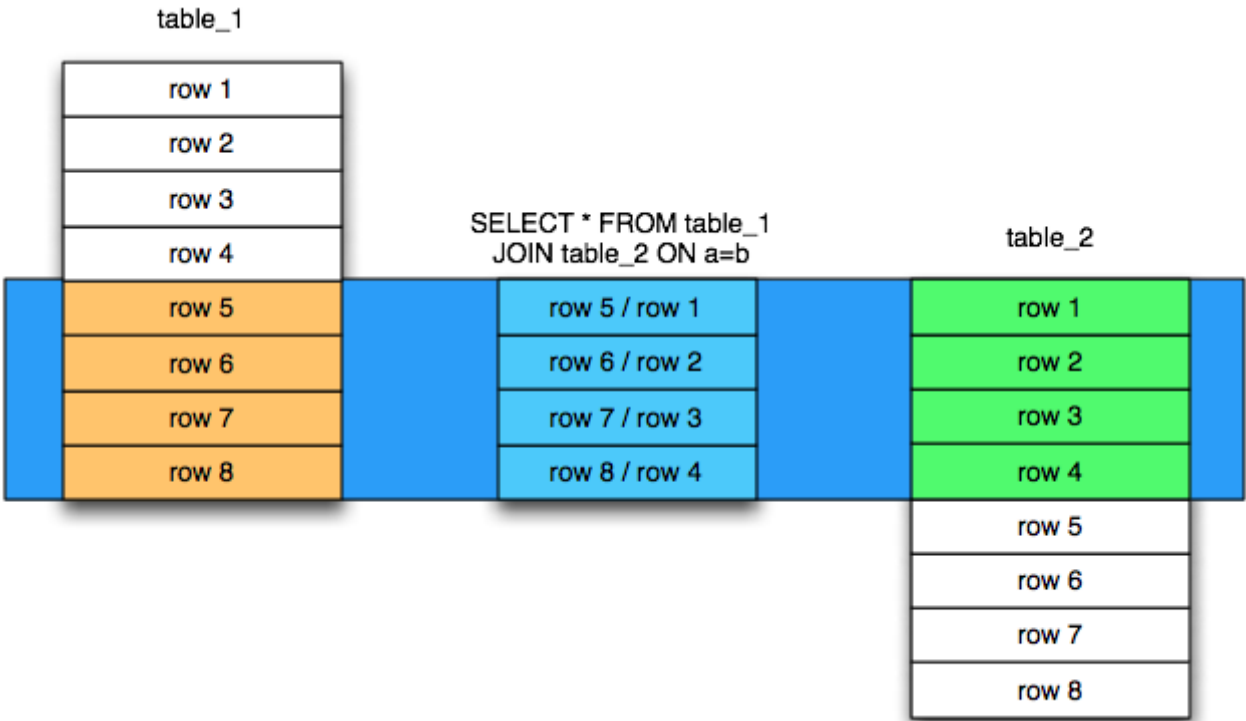 table_1
row 1
row 2
row 3
row 4
row 5
row 6
row 7
row 8
SELECT * FROM table_1
JOIN table_2 ON a=b
row 5 / row 1
row 6 / row 2
row 7 / row 3
row 8 / row 4
table_2
row 1
row 2
row 3
row 4
row 5
row 6
row 7
row 8